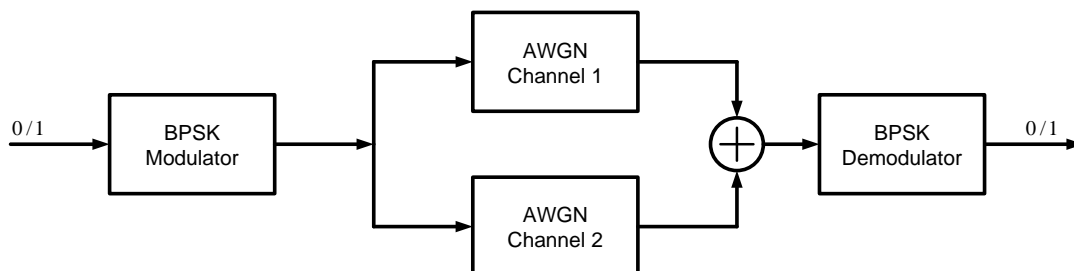 0/1
BPSK
Modulator
AWGN
Channel 1
AWGN
Channel 2
BPSK
Demodulator
0/1